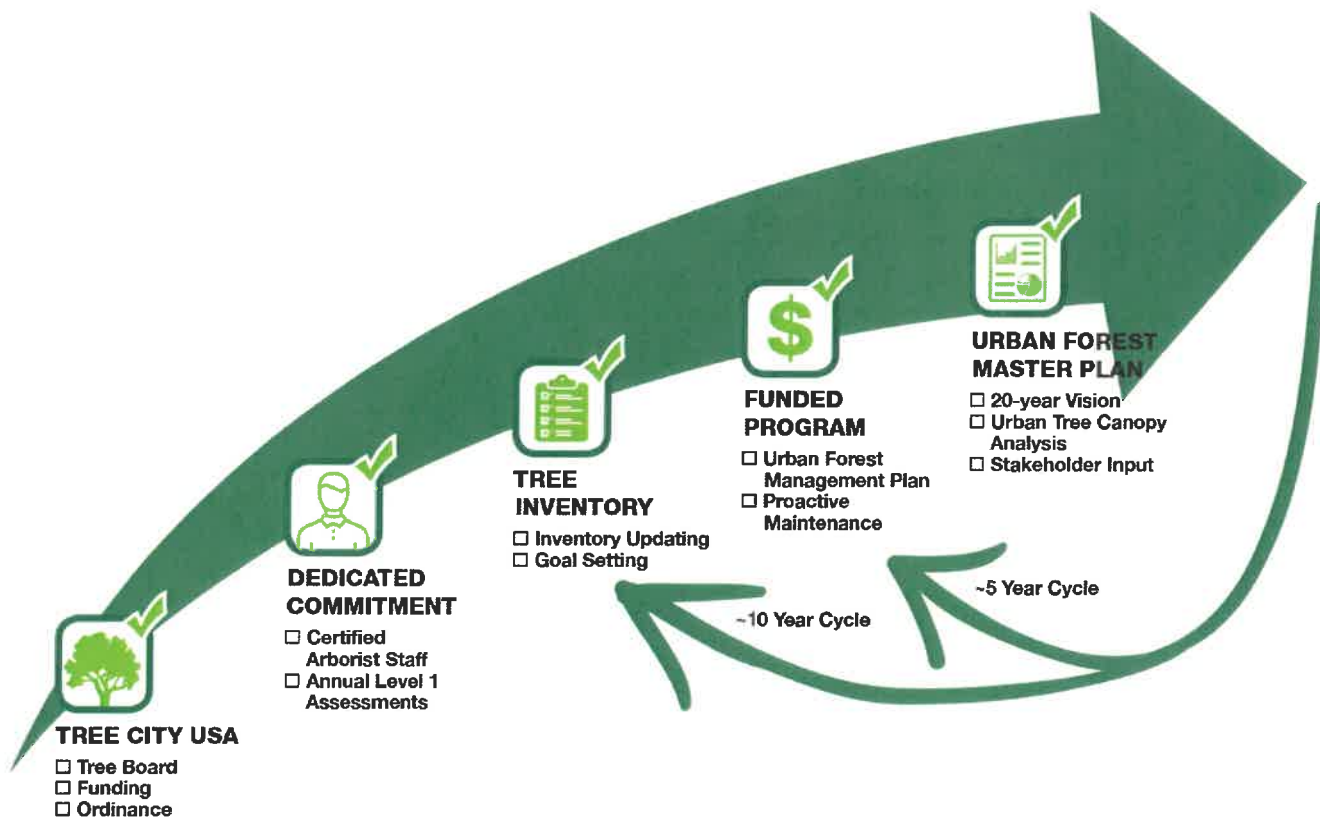 TREE CITY USA
☐ Tree Board
☐ Funding
☐ Ordinance
DEDICATED
COMMITMENT
☐ Certified
Arborist Staff
☐ Annual Level 1
Assessments
TREE
INVENTORY
☐ Inventory Updating
☐ Goal Setting
$
FUNDED
PROGRAM
☐ Urban Forest
Management Plan
☐ Proactive
Maintenance
URBAN FOREST
MASTER PLAN
☐ 20-year Vision
☐ Urban Tree Canopy
Analysis
☐ Stakeholder Input
~10 Year Cycle
~5 Year Cycle